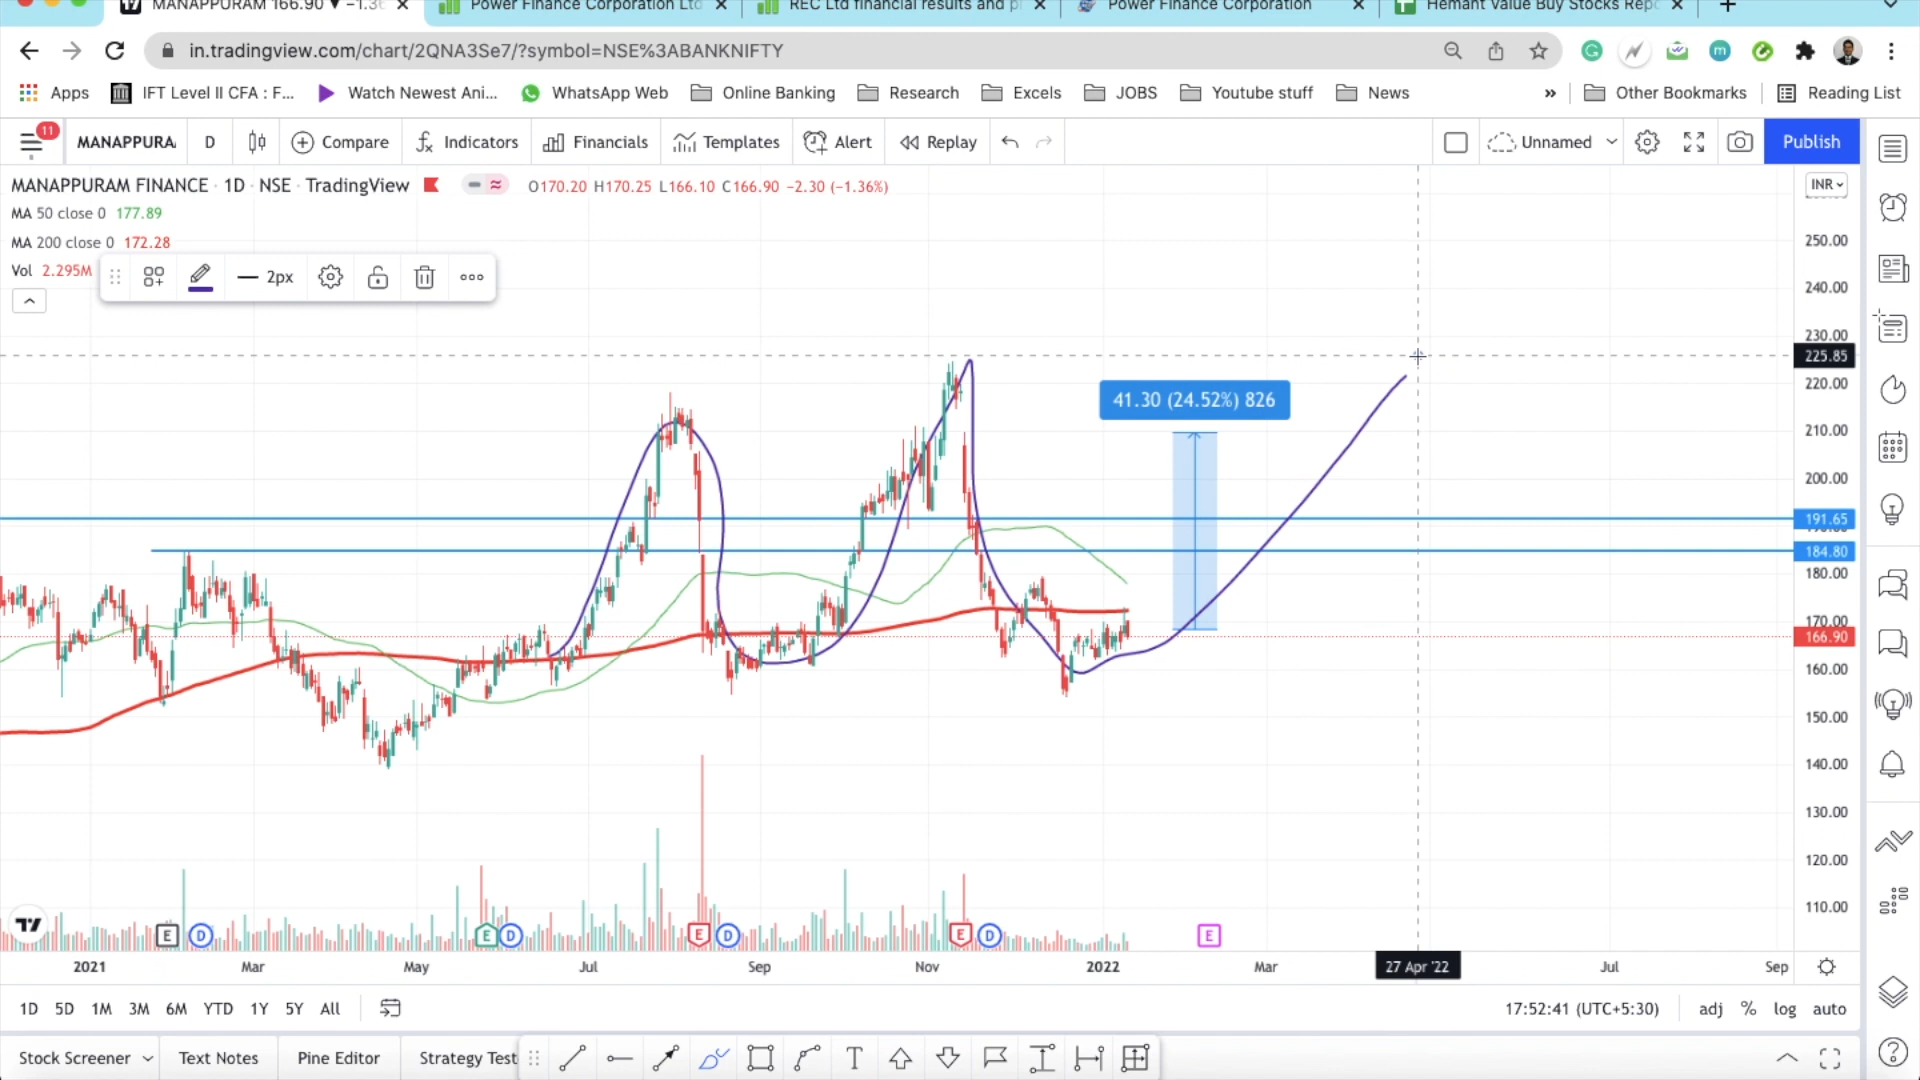 MANAPPURAM 166.90 ▼ −1.36
Power Finance Corporation Ltd
REC Ltd financial results and p
Power Finance Corporation
Hemant Value Buy Stocks Repo
in.tradingview.com/chart/2QNA3Se7/?symbol=NSE%3ABANKNIFTY
Apps
IFT Level II CFA : F...
Watch Newest Ani...
WhatsApp Web
Online Banking
Research
Excels
JOBS
Youtube stuff
News
»
Other Bookmarks
Reading List
11
MANAPPURA
D
Compare
Indicators
Financials
Templates
Alert
Replay
Unnamed
Publish
MANAPPURAM FINANCE · 1D · NSE · TradingView
O170.20 H170.25 L166.10 C166.90 −2.30 (−1.36%)
INR
MA 50 close 0 177.89
MA 200 close 0 172.28
Vol 2.295M
2px
250.00
240.00
230.00
225.85
220.00
41.30 (24.52%) 826
210.00
200.00
191.65
184.80
180.00
170.00
166.90
160.00
150.00
140.00
130.00
120.00
110.00
E D E D E D E D E
2021 Mar May Jul Sep Nov 2022 Mar 27 Apr '22 Jul Sep
1D 5D 1M 3M 6M YTD 1Y 5Y All
17:52:41 (UTC+5:30)
adj % log auto
Stock Screener
Text Notes
Pine Editor
Strategy Test
T